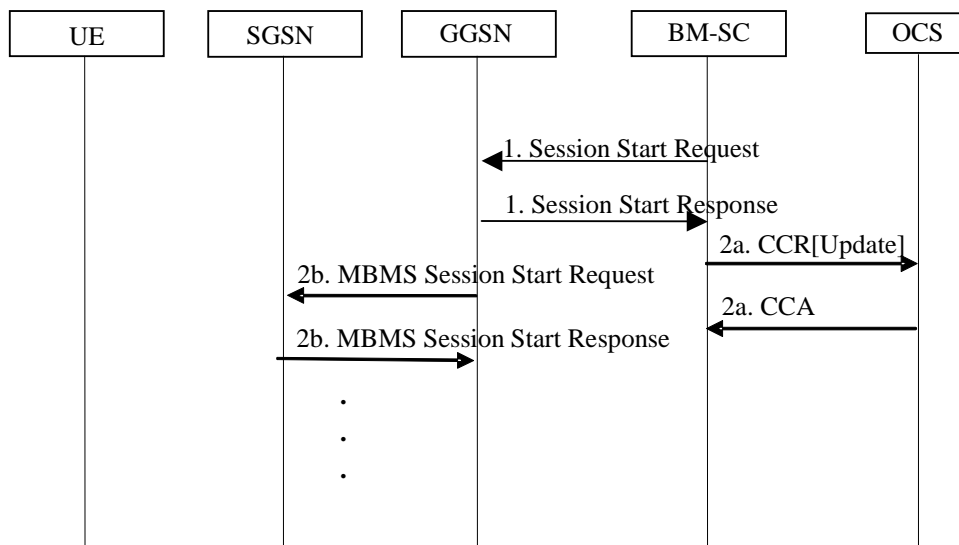 UE
SGSN
GGSN
BM-SC
OCS
1. Session Start Request
1. Session Start Response
2a. CCR[Update]
2b. MBMS Session Start Request
2a. CCA
2b. MBMS Session Start Response